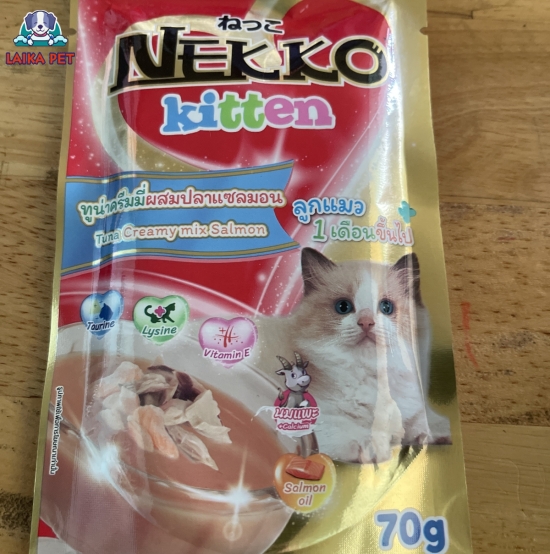 LAIKA PET
ねっこ
NEKKO
kitten
ทูน่าครีมมี่ผสมปลาแซลมอน
Tuna Creamy mix Salmon
ลูกแมว
1 เดือนขึ้นไป
Taurine
Lysine
Vitamin E
นมแพะ
+Calcium
Salmon
oil
70g